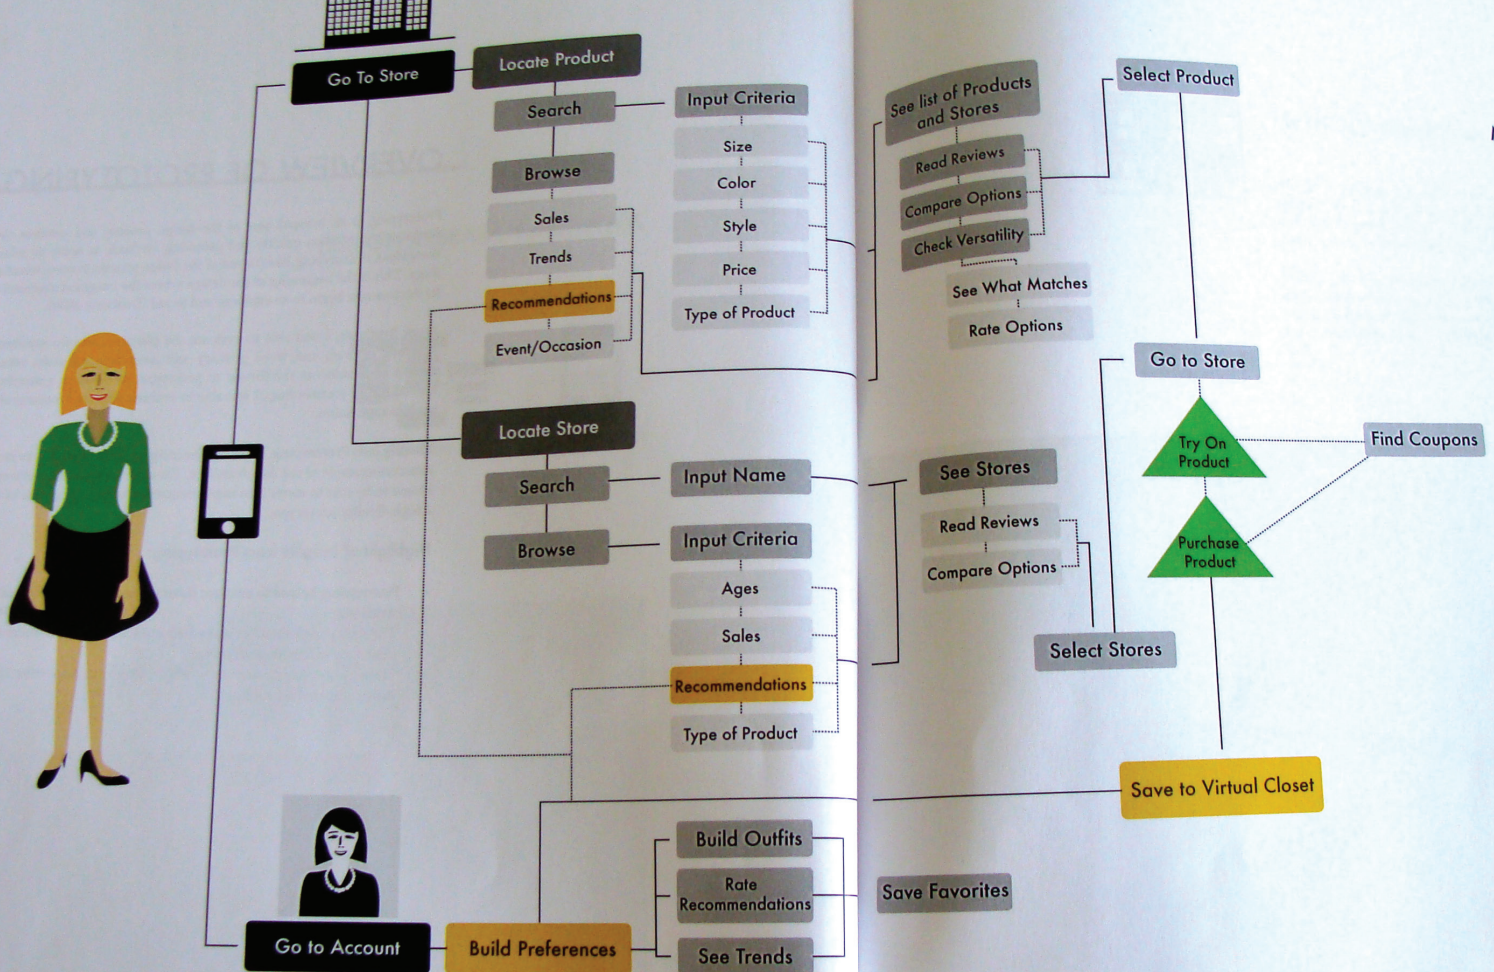 Go To Store
Locate Product
Search
Input Criteria
Size
Color
Style
Price
Type of Product
Browse
Sales
Trends
Recommendations
Event/Occasion
See list of Products
and Stores
Read Reviews
Compare Options
Check Versatility
See What Matches
Rate Options
Select Product
Locate Store
Search
Input Name
Browse
Input Criteria
Ages
Sales
Recommendations
Type of Product
See Stores
Read Reviews
Compare Options
Select Stores
Go to Store
Try On
Product
Find Coupons
Purchase
Product
Save to Virtual Closet
Go to Account
Build Preferences
Build Outfits
Rate
Recommendations
See Trends
Save Favorites
OVERVIEW OF PROTOTYPING